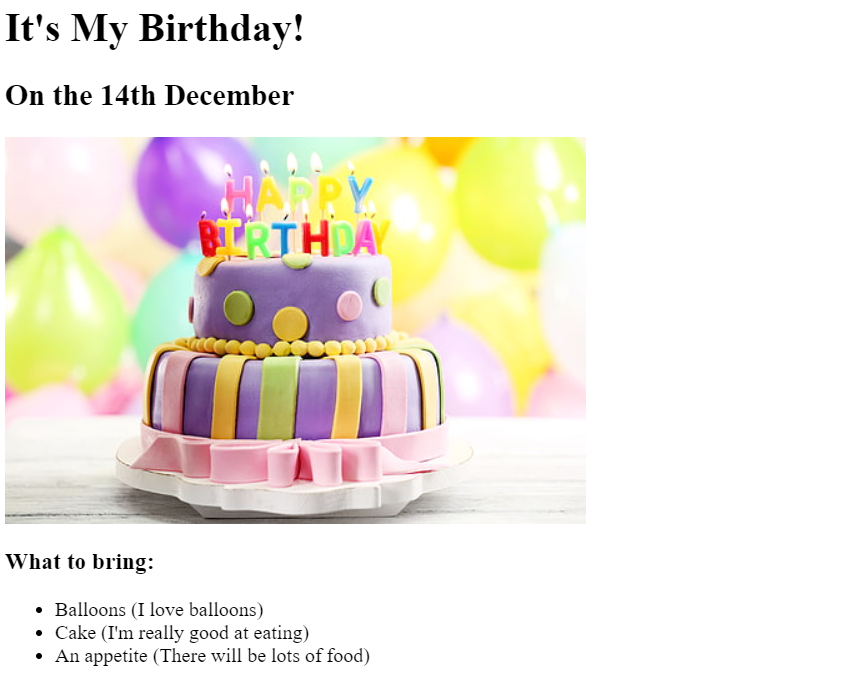 It's My Birthday!
On the 14th December
HAPPY
BIRTHDAY
What to bring:
Balloons (I love balloons)
Cake (I'm really good at eating)
An appetite (There will be lots of food)